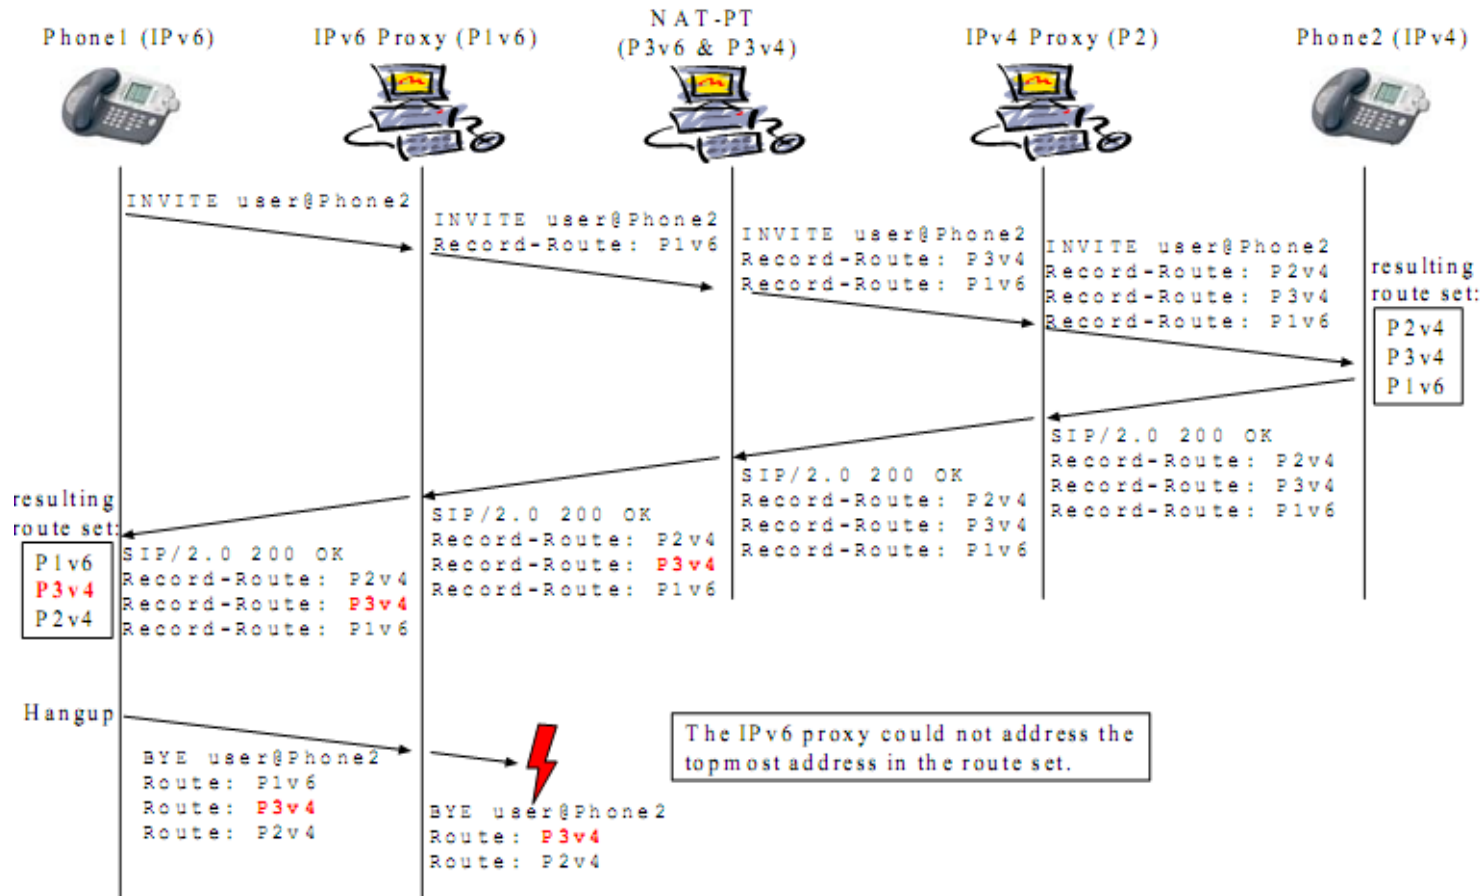 Phone1 (IPv6)
IPv6 Proxy (P1v6)
NAT-PT
(P3v6 & P3v4)
IPv4 Proxy (P2)
Phone2 (IPv4)
INVITE user@Phone2
INVITE user@Phone2
Record-Route: P1v6
INVITE user@Phone2
Record-Route: P3v4
Record-Route: P1v6
INVITE user@Phone2
Record-Route: P2v4
Record-Route: P3v4
Record-Route: P1v6
resulting
route set:
P2v4
P3v4
P1v6
SIP/2.0 200 OK
Record-Route: P2v4
Record-Route: P3v4
Record-Route: P1v6
SIP/2.0 200 OK
Record-Route: P2v4
Record-Route: P3v4
Record-Route: P1v6
SIP/2.0 200 OK
Record-Route: P2v4
Record-Route: P3v4
Record-Route: P1v6
SIP/2.0 200 OK
Record-Route: P2v4
Record-Route: P3v4
Record-Route: P1v6
resulting
route set:
P1v6
P3v4
P2v4
Hangup
BYE user@Phone2
Route: P1v6
Route: P3v4
Route: P2v4
BYE user@Phone2
Route: P3v4
Route: P2v4
The IPv6 proxy could not address the
topmost address in the route set.